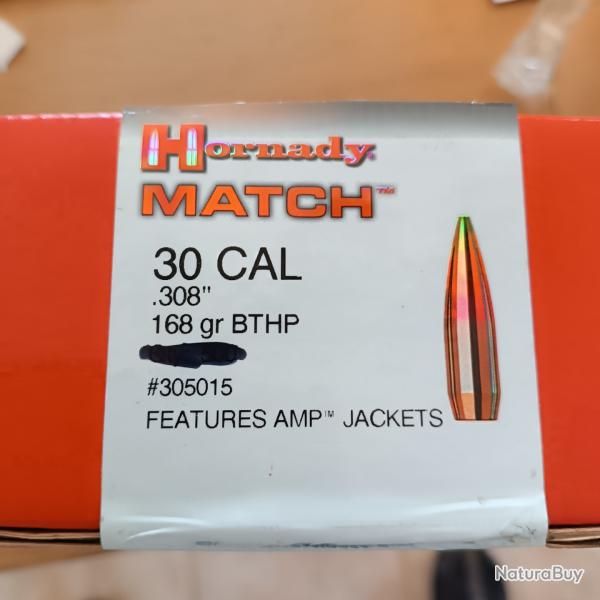 Hornady
MATCH™
30 CAL
.308"
168 gr BTHP
#305015
FEATURES AMP™ JACKETS
NaturaBuy